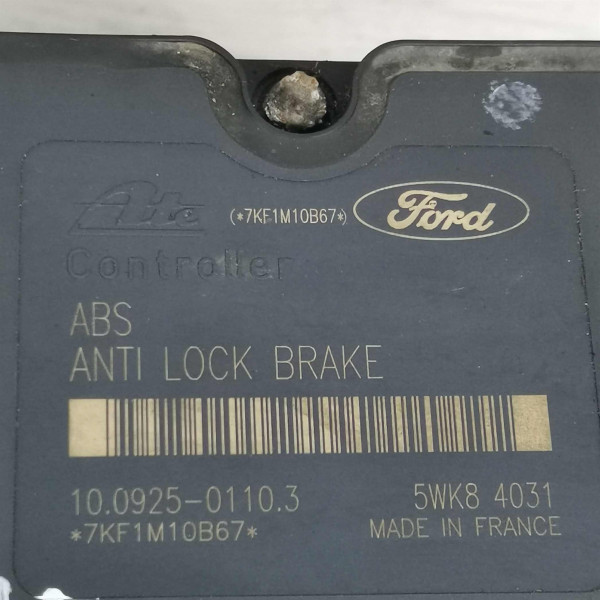 Ate (*7KF1M10B67*) Ford
Controller
ABS
ANTI LOCK BRAKE
10.0925-0110.3 5WK8 4031
*7KF1M10B67* MADE IN FRANCE